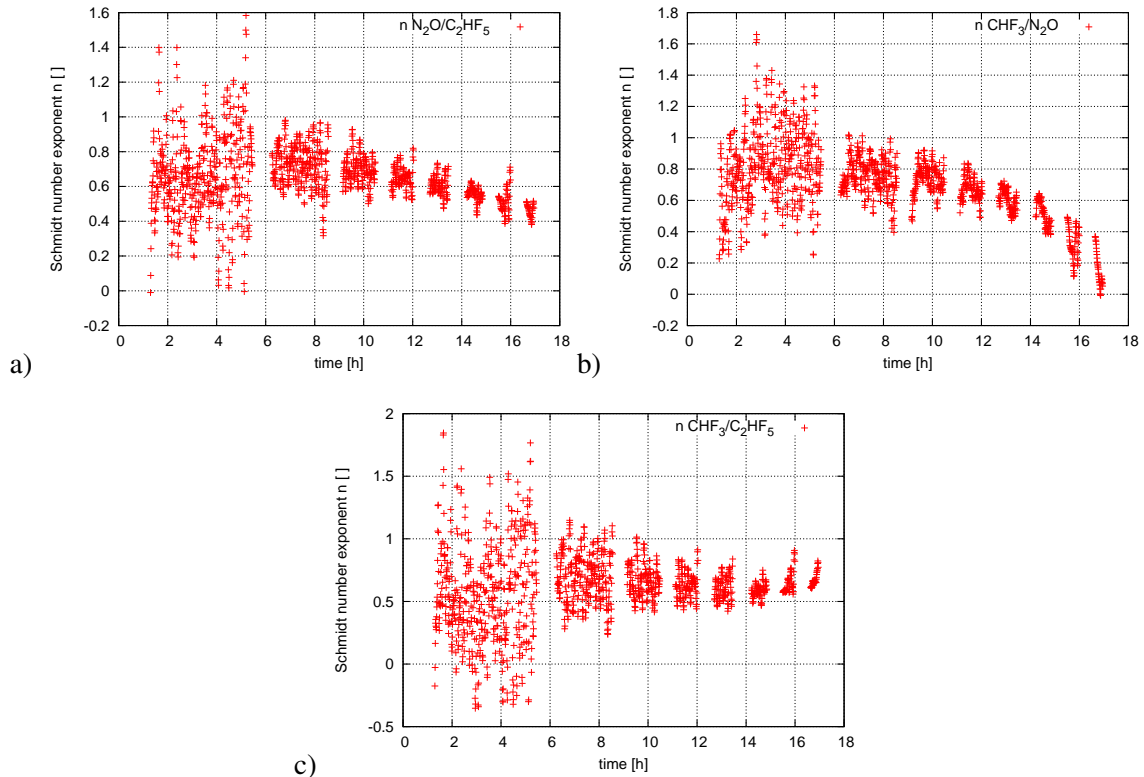 n N₂O/C₂HF₅
Schmidt number exponent n [ ]
1.6
1.4
1.2
1
0.8
0.6
0.4
0.2
0
-0.2
0 2 4 6 8 10 12 14 16 18
time [h]
a)
n CHF₃/N₂O
Schmidt number exponent n [ ]
1.8
1.6
1.4
1.2
1
0.8
0.6
0.4
0.2
0
-0.2
0 2 4 6 8 10 12 14 16 18
time [h]
b)
n CHF₃/C₂HF₅
Schmidt number exponent n [ ]
2
1.5
1
0.5
0
-0.5
0 2 4 6 8 10 12 14 16 18
time [h]
c)